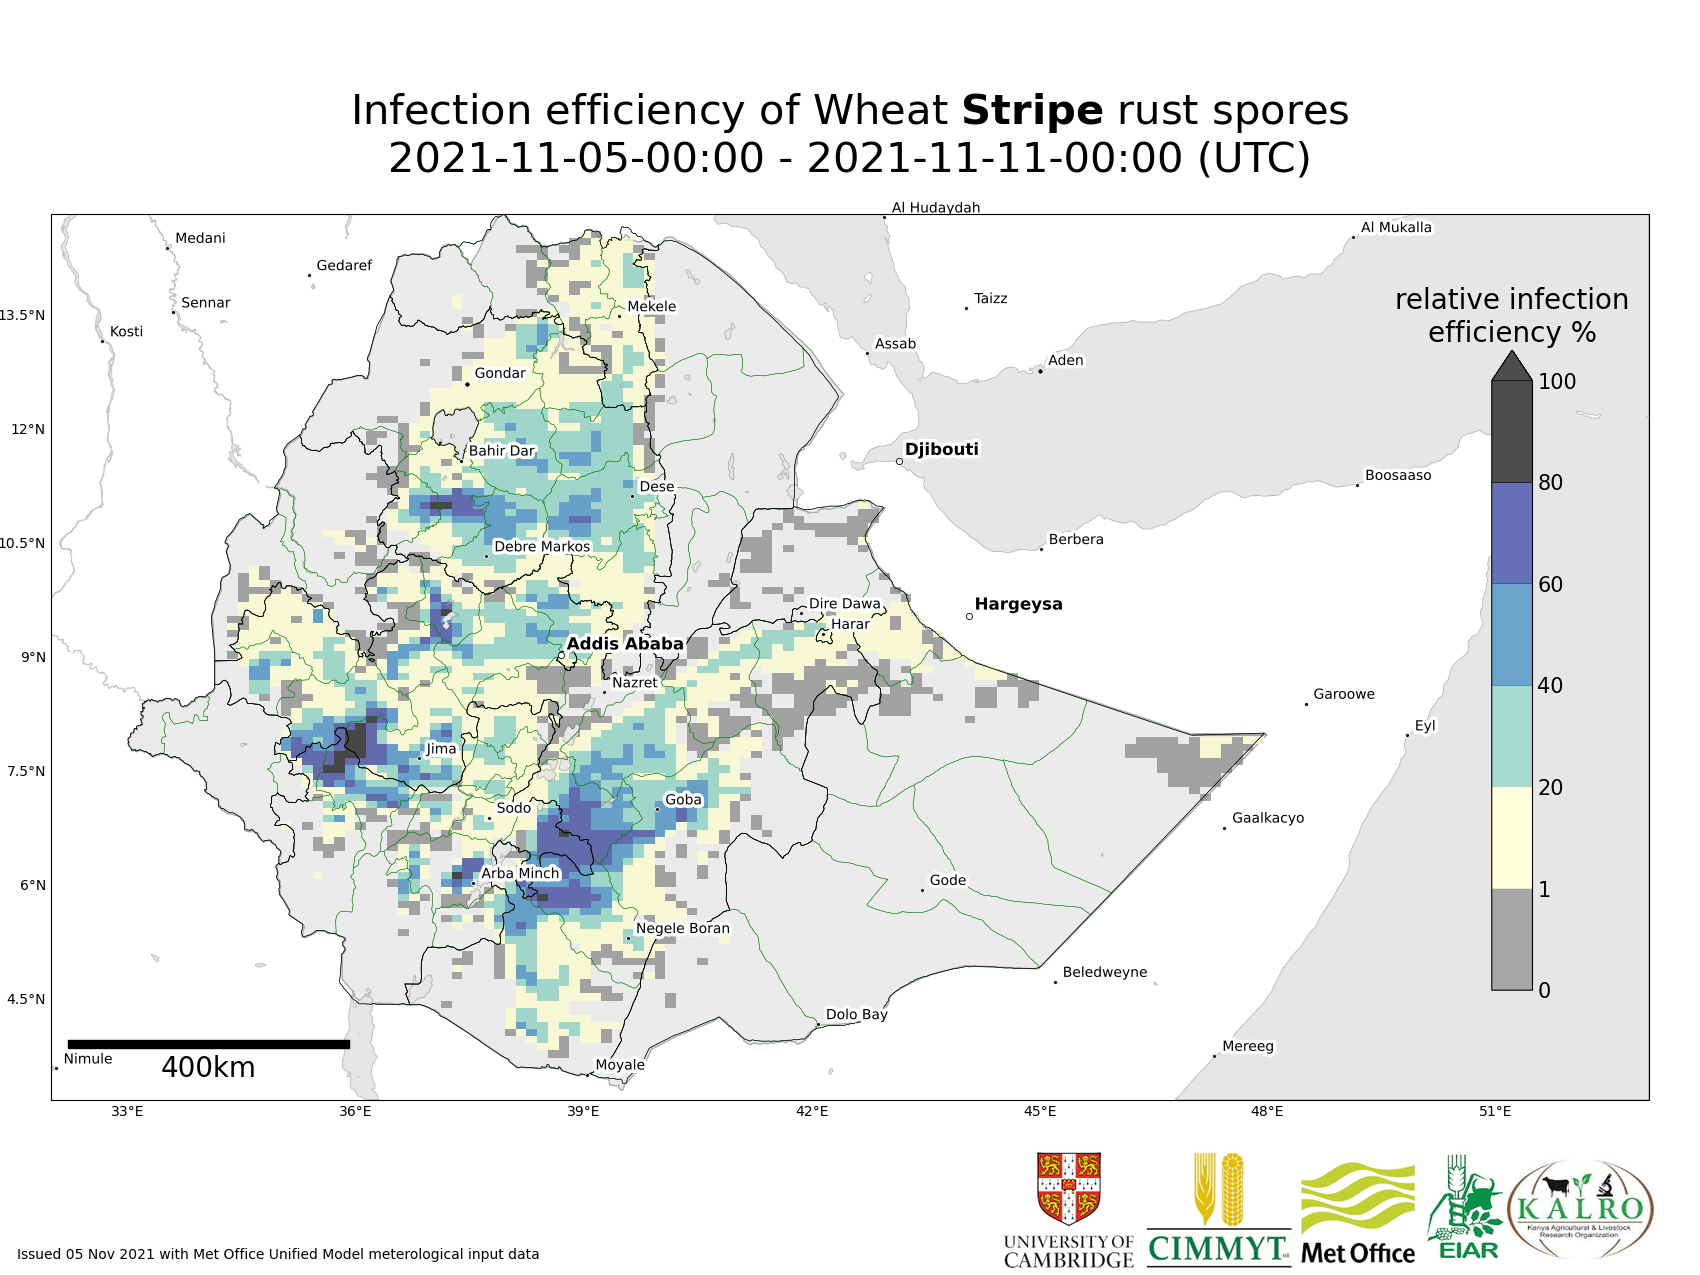 Infection efficiency of Wheat Stripe rust spores
2021-11-05-00:00 - 2021-11-11-00:00 (UTC)
Al Hudaydah
Al Mukalla
Medani
Gedaref
Sennar
Taizz
relative infection
efficiency %
13.5°N
Mekele
Kosti
Assab
Aden
Gondar
100
12°N
Bahir Dar
Djibouti
Boosaaso
80
Dese
10.5°N
Debre Markos
Berbera
60
Dire Dawa
Hargeysa
Harar
9°N
Addis Ababa
Nazret
Garoowe
40
Eyl
Jima
7.5°N
Goba
20
Sodo
Gaalkacyo
6°N
Arba Minch
Gode
1
Negele Boran
Beledweyne
4.5°N
0
Dolo Bay
400km
Nimule
Moyale
Mereeg
33°E
36°E
39°E
42°E
45°E
48°E
51°E
UNIVERSITY OF
CAMBRIDGE
CIMMYT
Met Office
EIAR
KALRO
Kenya Agricultural & Livestock
Research Organization
Issued 05 Nov 2021 with Met Office Unified Model meterological input data